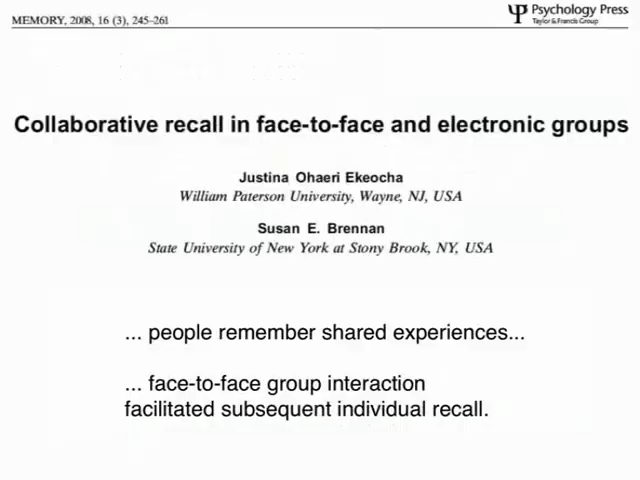 MEMORY, 2008, 16 (3), 245–261
Psychology Press
Taylor & Francis Group
Collaborative recall in face-to-face and electronic groups
Justina Ohaeri Ekeocha
William Paterson University, Wayne, NJ, USA
Susan E. Brennan
State University of New York at Stony Brook, NY, USA
... people remember shared experiences...
... face-to-face group interaction
facilitated subsequent individual recall.